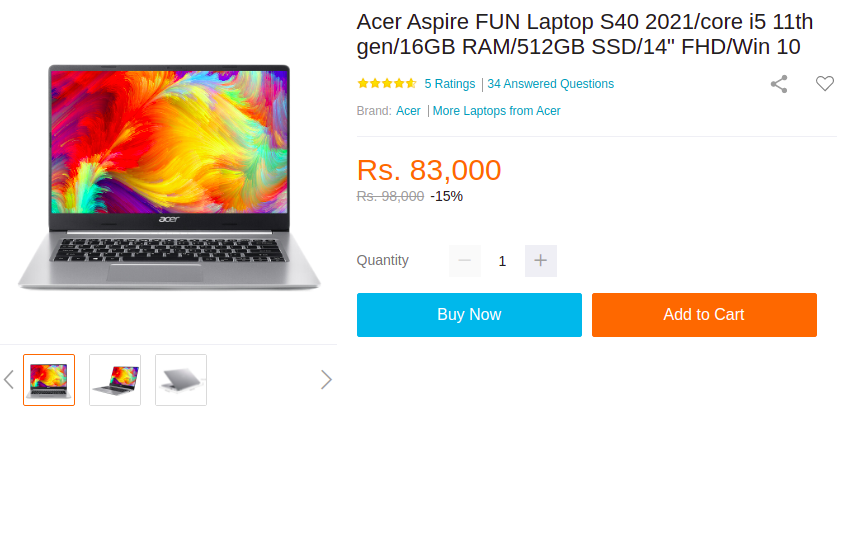 Acer Aspire FUN Laptop S40 2021/core i5 11th
gen/16GB RAM/512GB SSD/14" FHD/Win 10
5 Ratings | 34 Answered Questions
Brand: Acer | More Laptops from Acer
Rs. 83,000
Rs. 98,000 -15%
Quantity 1
Buy Now Add to Cart
acer